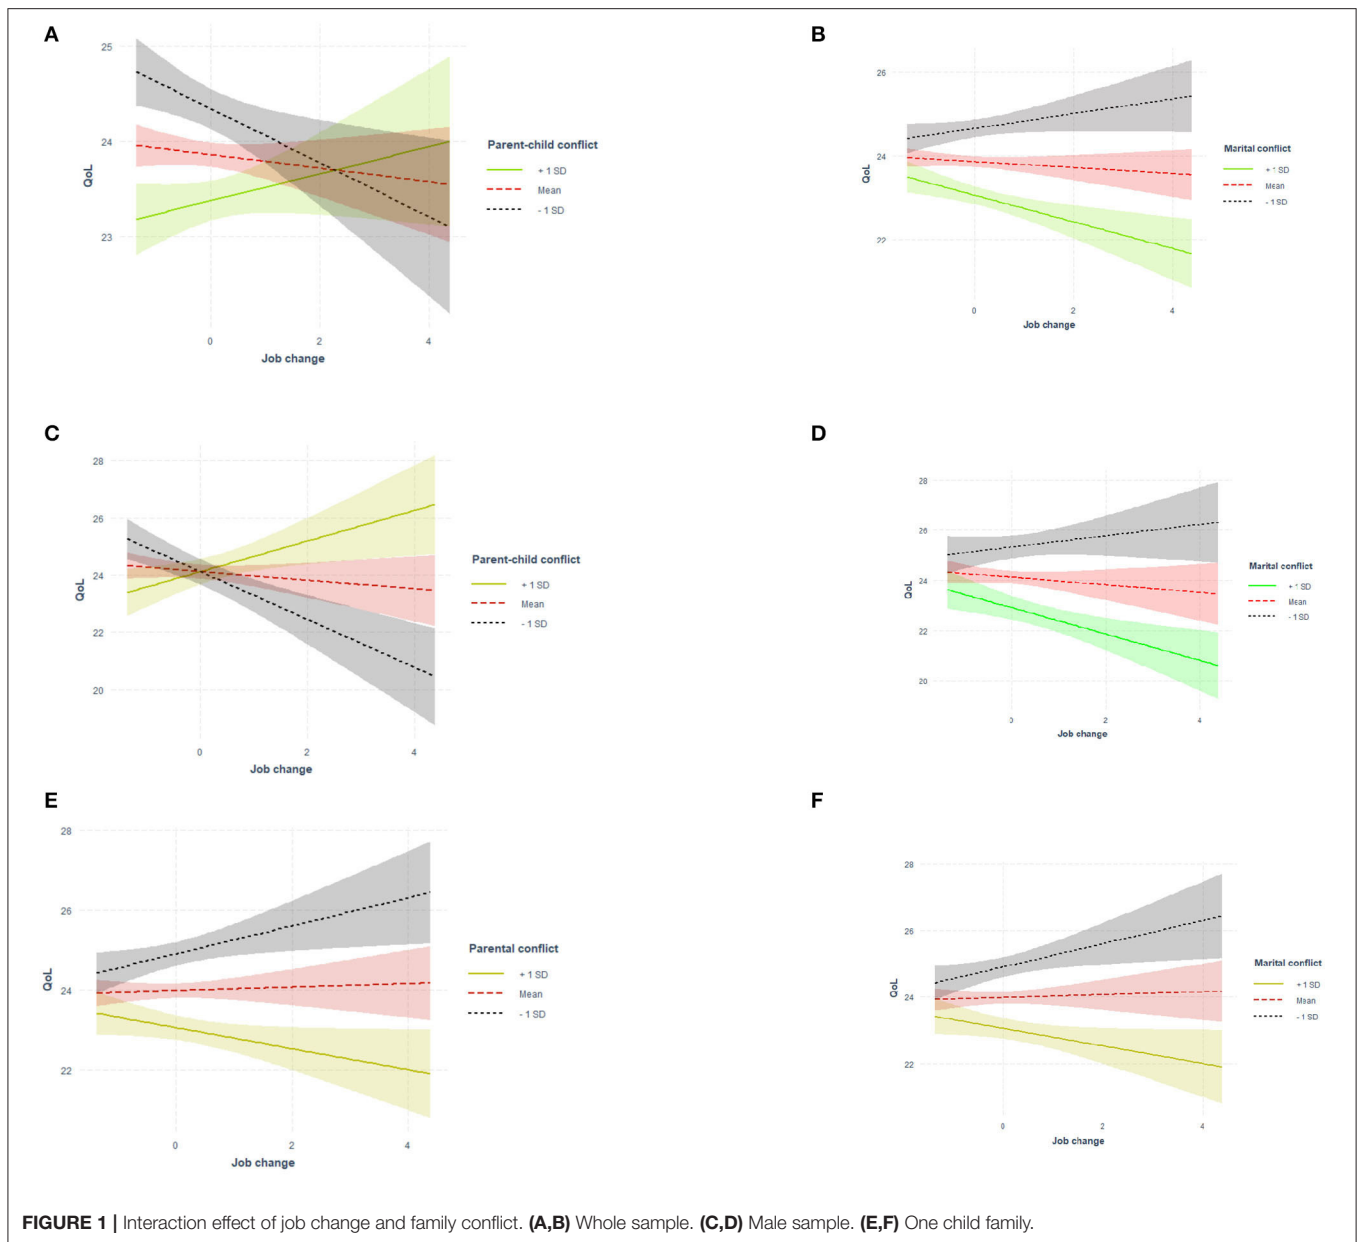 A
25
24
23
QoL
0 2 4
Job change
Parent-child conflict
+ 1 SD
Mean
- 1 SD
B
26
24
22
QoL
0 2 4
Job change
Marital conflict
+ 1 SD
Mean
- 1 SD
C
28
26
24
22
20
QoL
0 2 4
Job change
Parent-child conflict
+ 1 SD
Mean
- 1 SD
D
28
26
24
22
20
QoL
0 2 4
Job change
Marital conflict
+ 1 SD
Mean
- 1 SD
E
28
26
24
22
QoL
0 2 4
Job change
Parental conflict
+ 1 SD
Mean
- 1 SD
F
28
26
24
22
QoL
0 2 4
Job change
Marital conflict
+ 1 SD
Mean
- 1 SD
FIGURE 1 | Interaction effect of job change and family conflict. (A,B) Whole sample. (C,D) Male sample. (E,F) One child family.